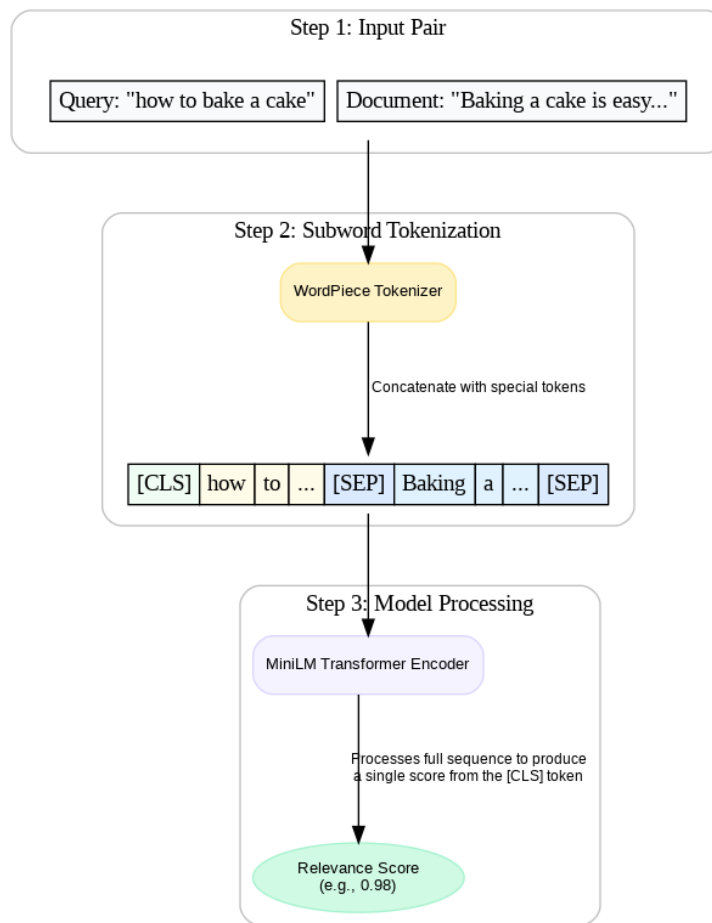 Step 1: Input Pair
Query: "how to bake a cake" Document: "Baking a cake is easy..."
Step 2: Subword Tokenization
WordPiece Tokenizer
Concatenate with special tokens
[CLS] how to ... [SEP] Baking a ... [SEP]
Step 3: Model Processing
MiniLM Transformer Encoder
Processes full sequence to produce
a single score from the [CLS] token
Relevance Score
(e.g., 0.98)